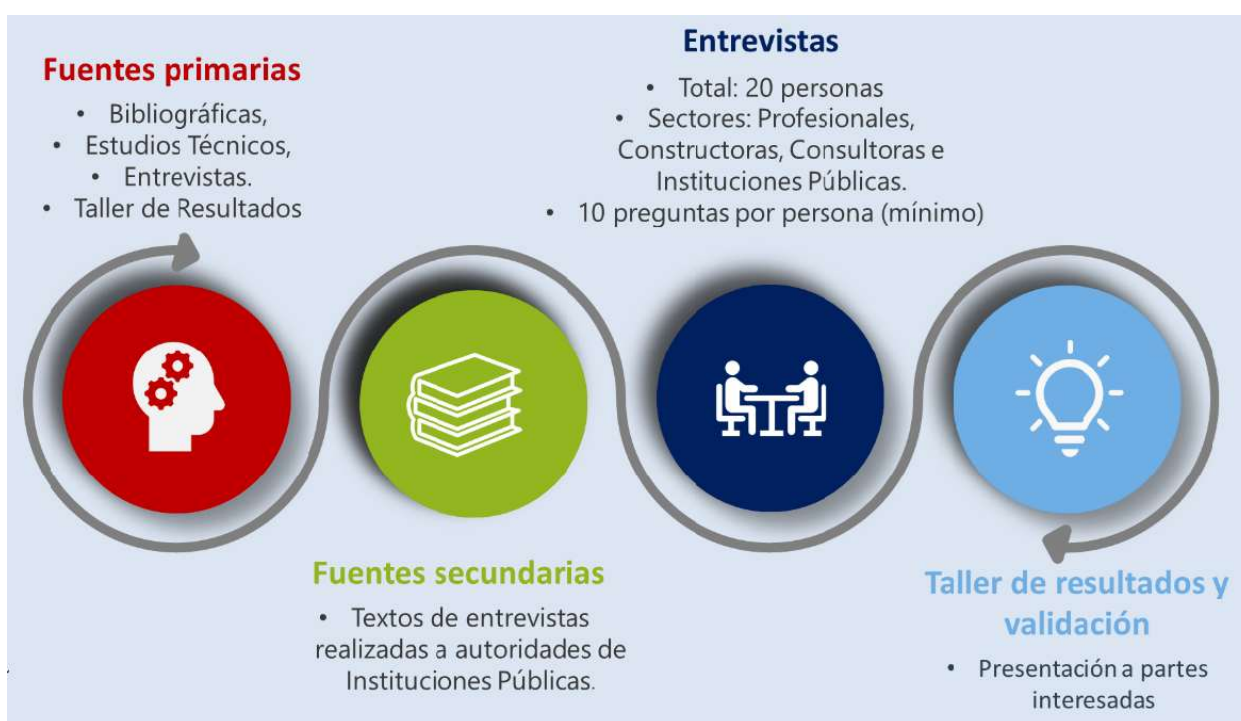 Fuentes primarias
• Bibliográficas,
• Estudios Técnicos,
• Entrevistas.
• Taller de Resultados
Fuentes secundarias
• Textos de entrevistas
realizadas a autoridades de
Instituciones Públicas.
Entrevistas
• Total: 20 personas
• Sectores: Profesionales,
Constructoras, Consultoras e
Instituciones Públicas.
• 10 preguntas por persona (mínimo)
Taller de resultados y
validación
• Presentación a partes
interesadas